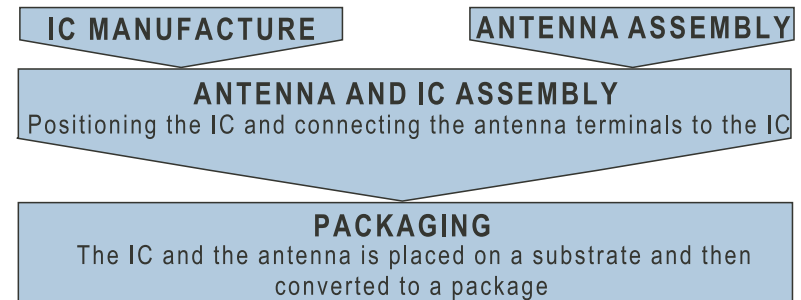 IC MANUFACTURE
ANTENNA ASSEMBLY
ANTENNA AND IC ASSEMBLY
Positioning the IC and connecting the antenna terminals to the IC
PACKAGING
The IC and the antenna is placed on a substrate and then
converted to a package